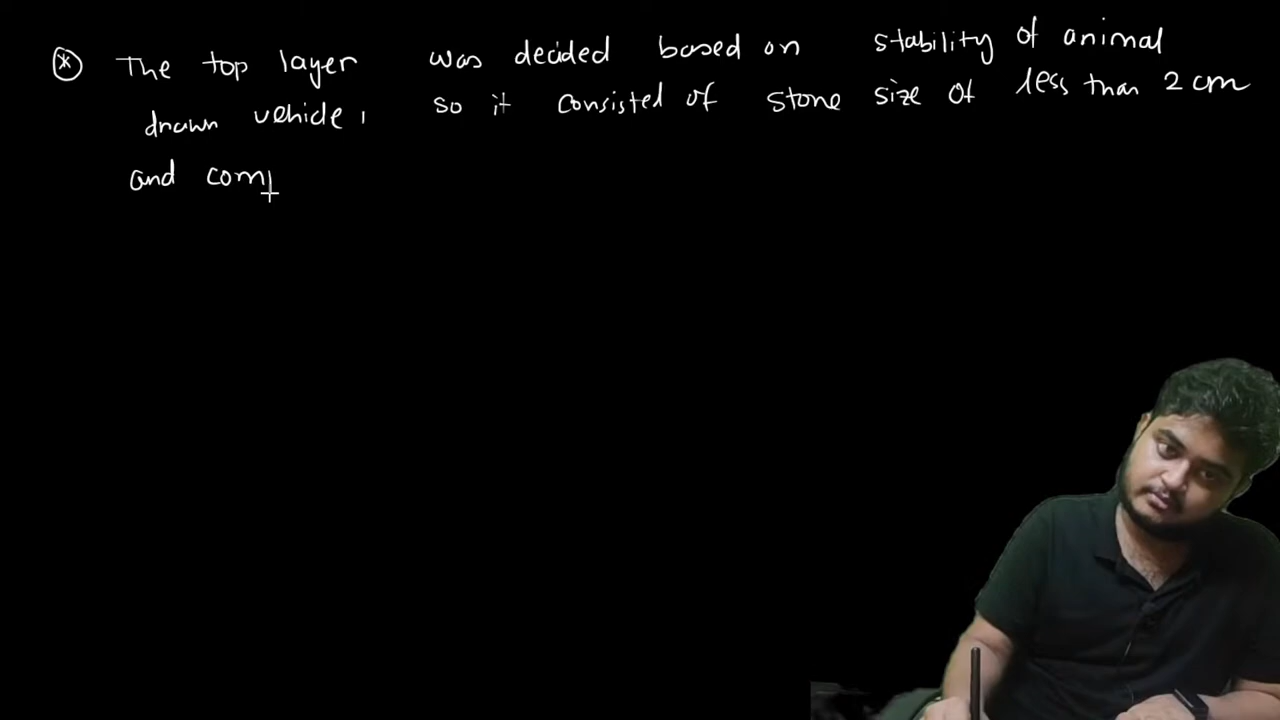 * The top layer was decided based on stability of animal
drawn vehicle, so it consisted of stone size of less than 2 cm
and comp